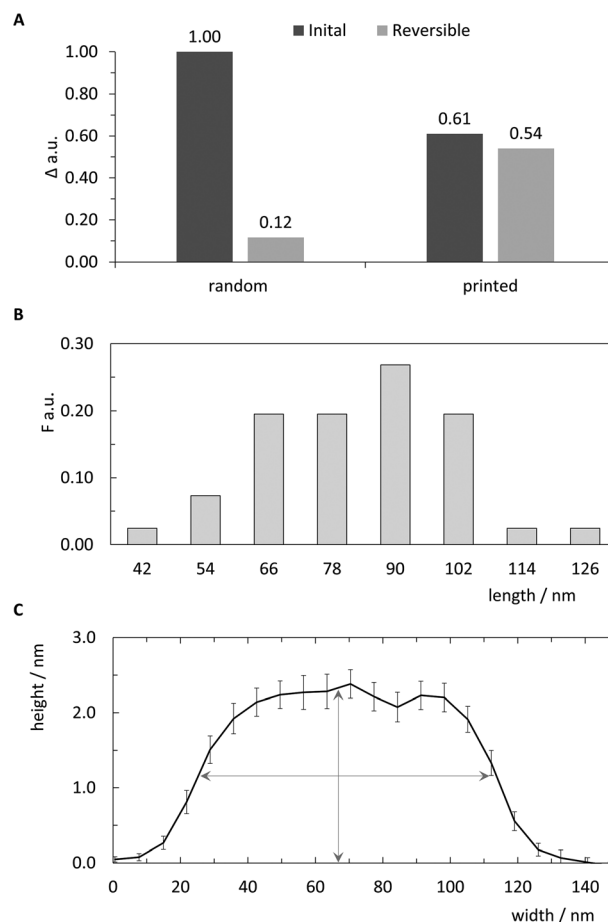 A
Inital Reversible
1.00
1.00
0.80
0.61
0.60
0.54
Δ a.u.
0.40
0.20
0.12
0.00
random printed
B
0.30
F a.u.
0.20
0.10
0.00
42 54 66 78 90 102 114 126
length / nm
C
3.0
height / nm
2.0
1.0
0.0
0 20 40 60 80 100 120 140
width / nm